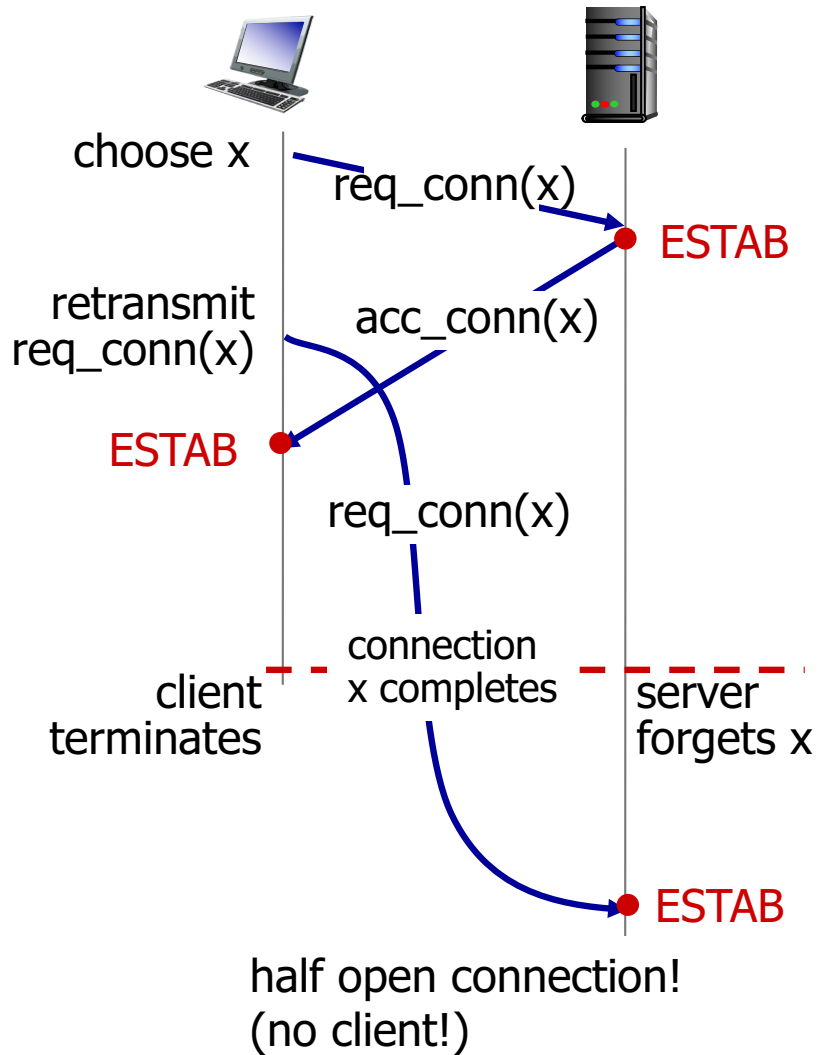 choose x
req_conn(x)
ESTAB
retransmit
req_conn(x)
acc_conn(x)
ESTAB
req_conn(x)
connection
x completes
client
terminates
server
forgets x
ESTAB
half open connection!
(no client!)